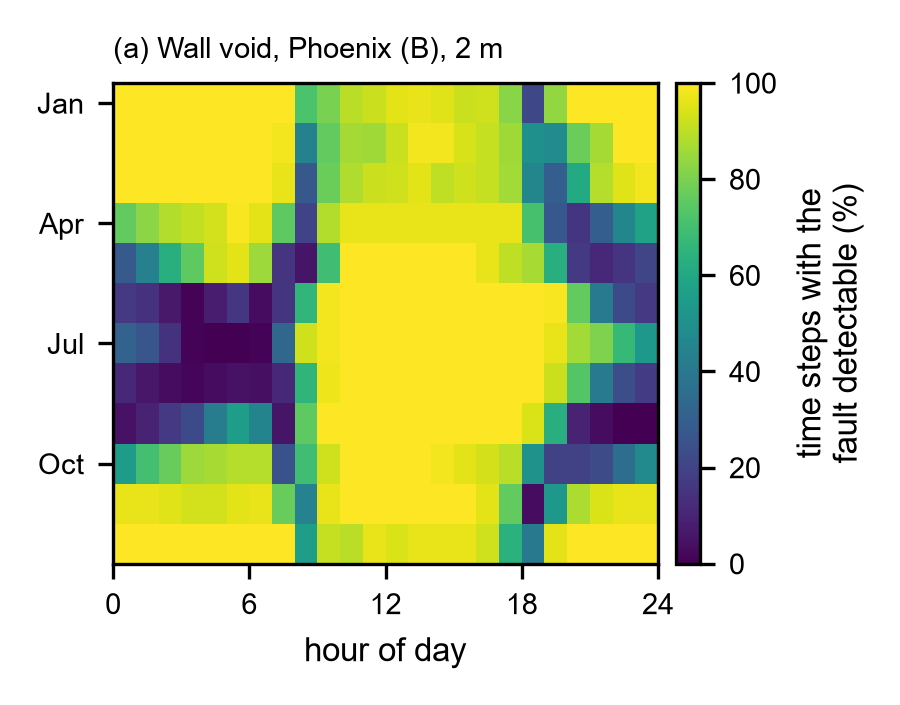 (a) Wall void, Phoenix (B), 2 m
Jan
Apr
Jul
Oct
0
6
12
18
24
hour of day
100
80
60
40
20
0
time steps with the
fault detectable (%)